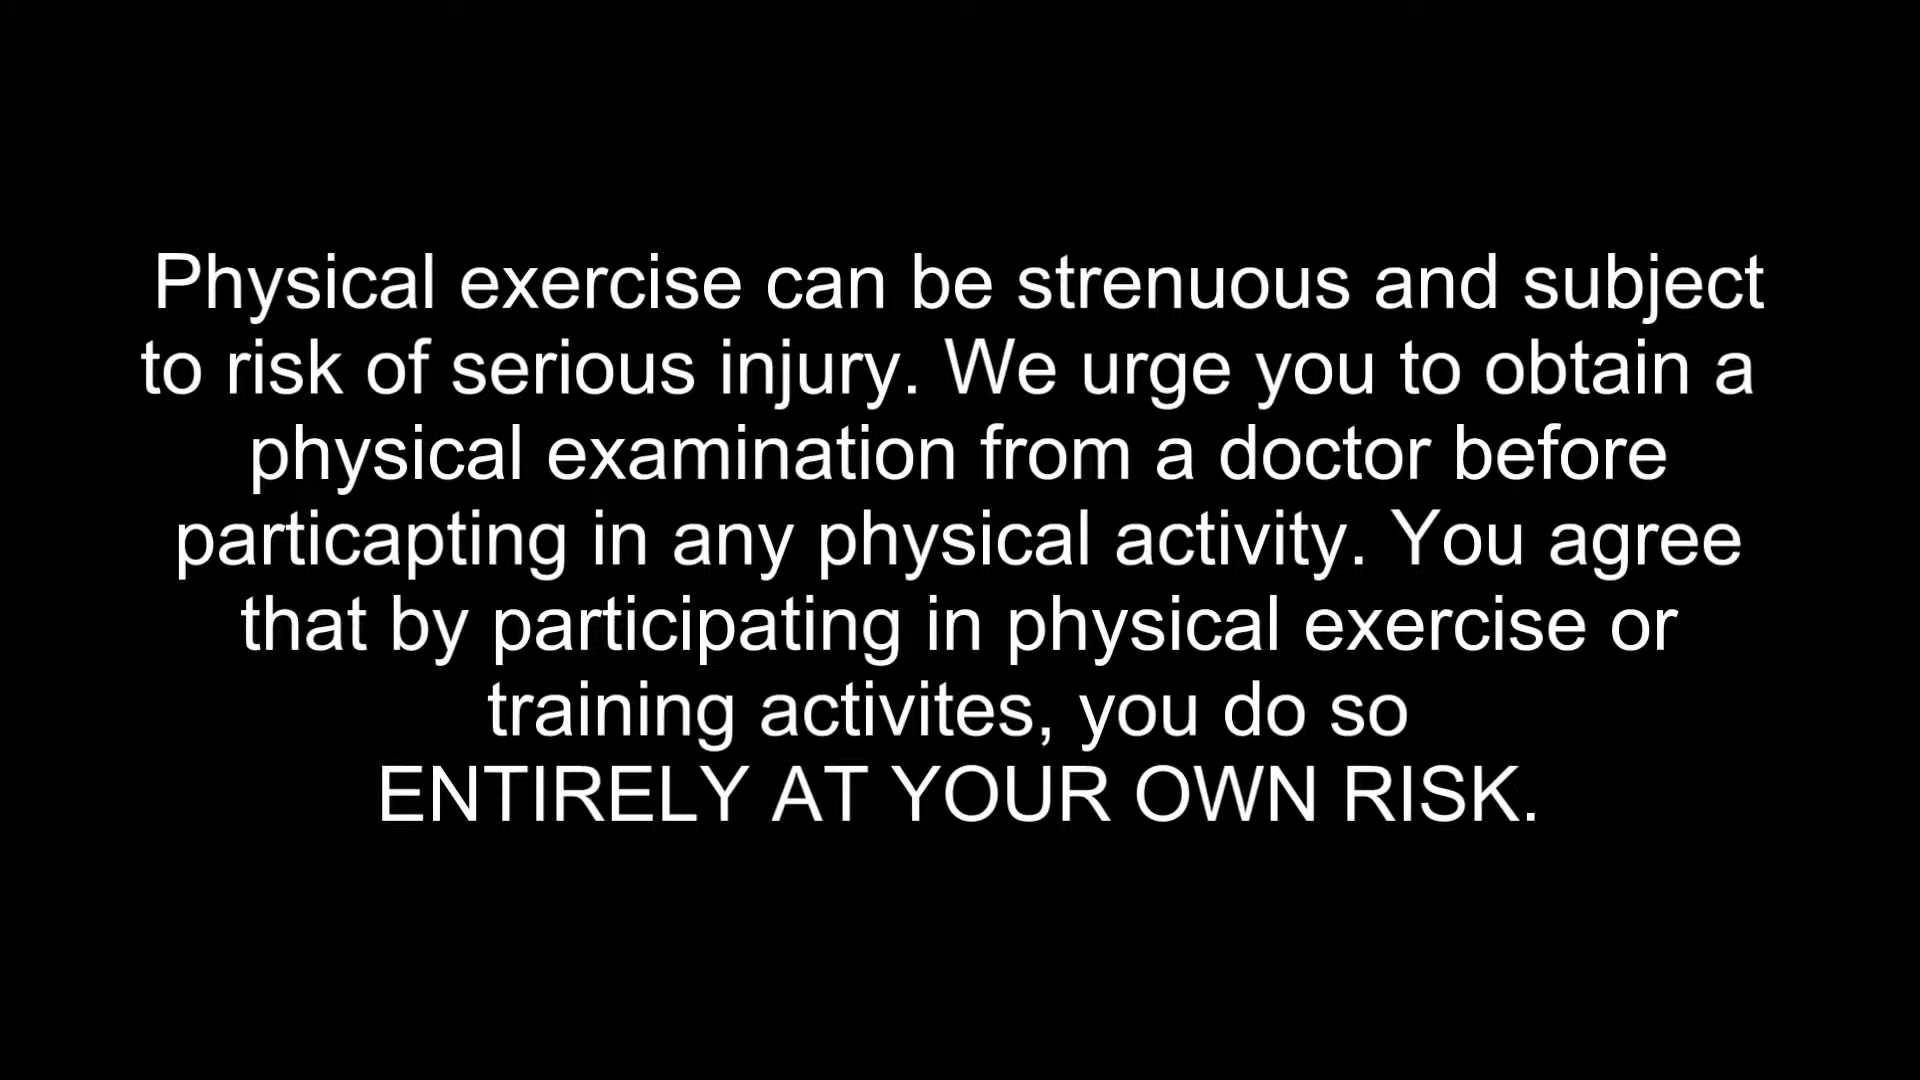 Physical exercise can be strenuous and subject
to risk of serious injury. We urge you to obtain a
physical examination from a doctor before
particapting in any physical activity. You agree
that by participating in physical exercise or
training activites, you do so
ENTIRELY AT YOUR OWN RISK.